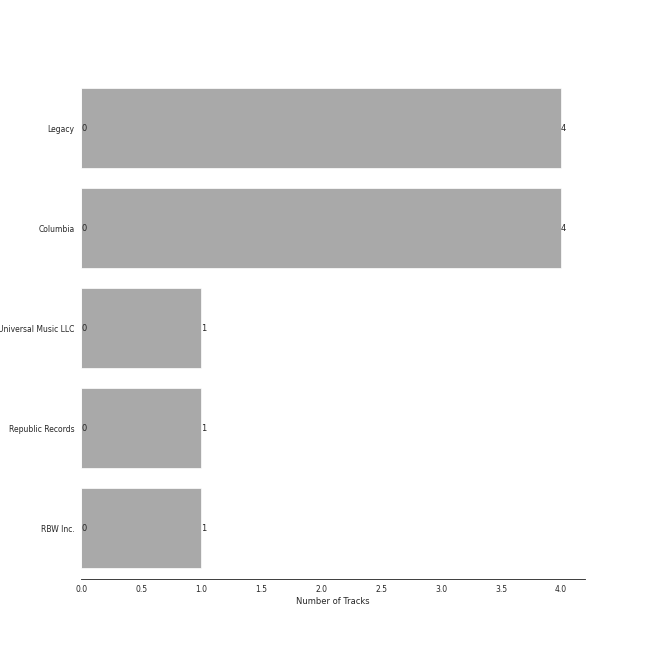 Legacy 0 4
Columbia 0 4
Universal Music LLC 0 1
Republic Records 0 1
RBW Inc. 0 1
0.0 0.5 1.0 1.5 2.0 2.5 3.0 3.5 4.0
Number of Tracks